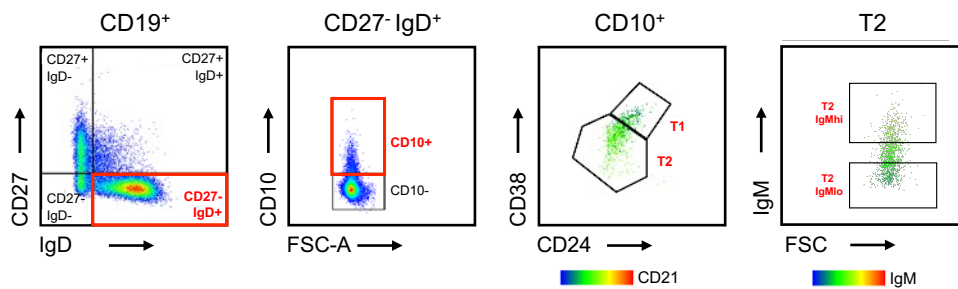 CD19⁺
CD27⁻ IgD⁺
CD10⁺
T2
CD27+
IgD-
CD27+
IgD+
CD27-
IgD-
CD27-
IgD+
CD27
IgD
CD10+
CD10-
CD10
FSC-A
T1
T2
CD38
CD24
CD21
T2
IgMhi
T2
IgMlo
IgM
FSC
IgM